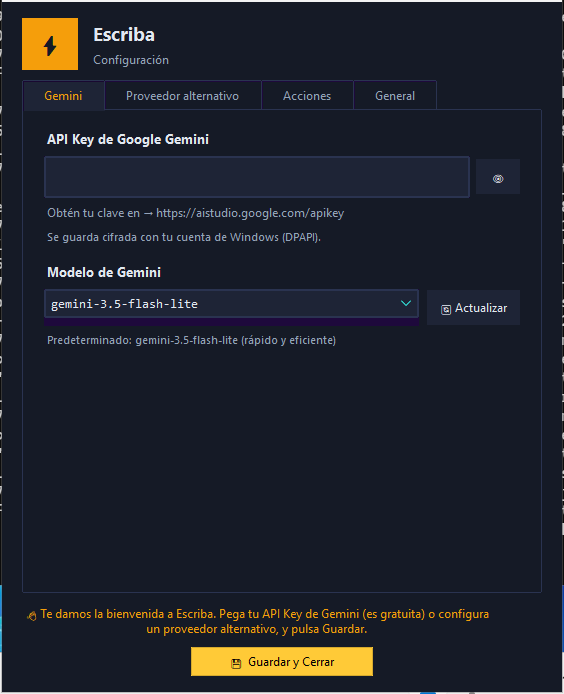 Escriba
Configuración
Gemini
Proveedor alternativo
Acciones
General
API Key de Google Gemini
Obtén tu clave en → https://aistudio.google.com/apikey
Se guarda cifrada con tu cuenta de Windows (DPAPI).
Modelo de Gemini
gemini-3.5-flash-lite
Actualizar
Predeterminado: gemini-3.5-flash-lite (rápido y eficiente)
Te damos la bienvenida a Escriba. Pega tu API Key de Gemini (es gratuita) o configura
un proveedor alternativo, y pulsa Guardar.
Guardar y Cerrar